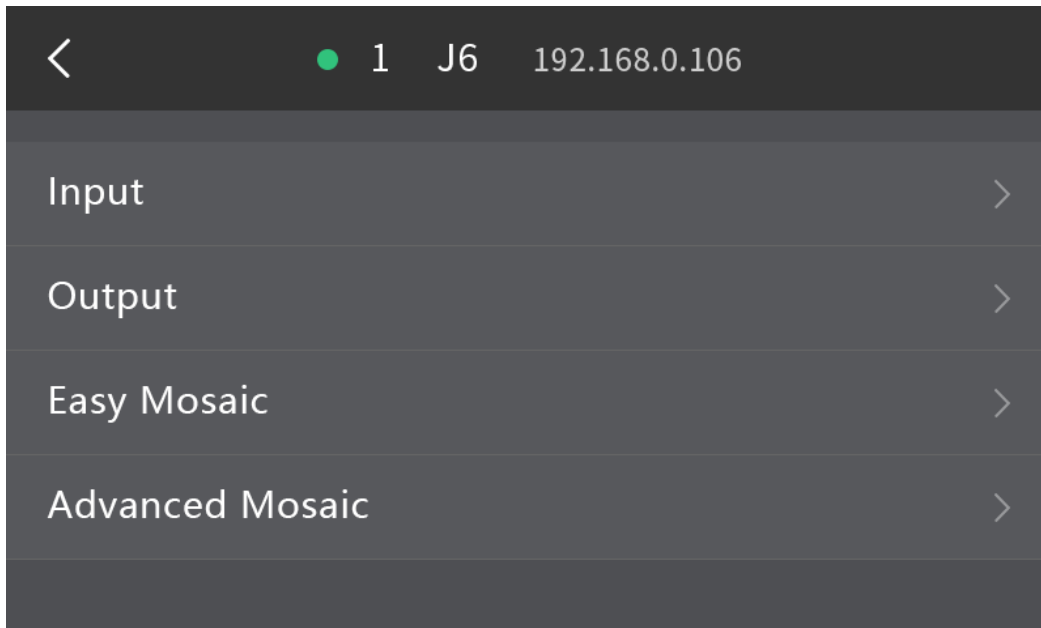 1 J6 192.168.0.106
Input
Output
Easy Mosaic
Advanced Mosaic